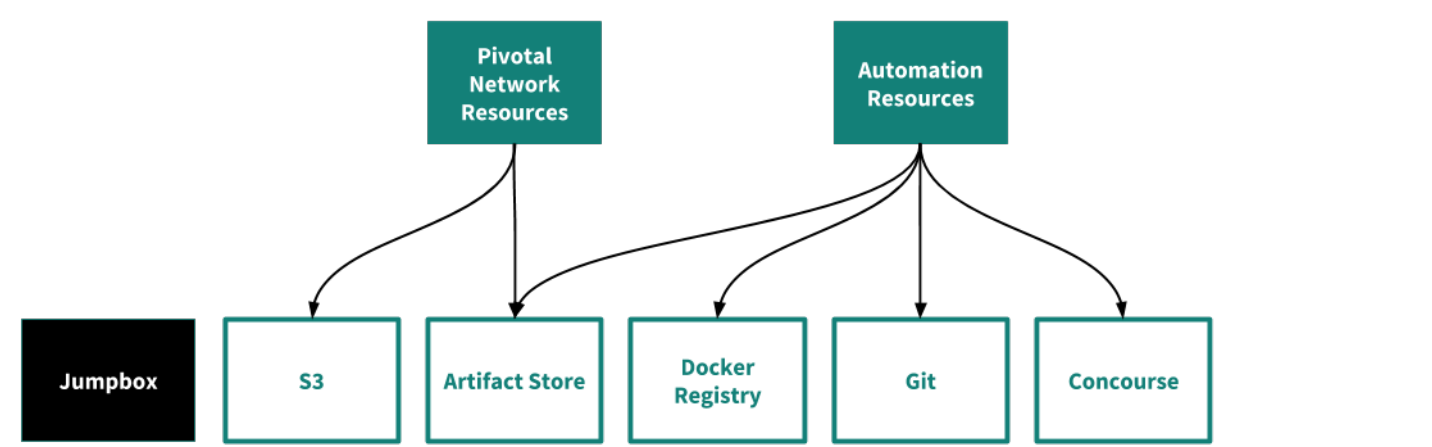 Pivotal
Network
Resources
Automation
Resources
Jumpbox
S3
Artifact Store
Docker
Registry
Git
Concourse